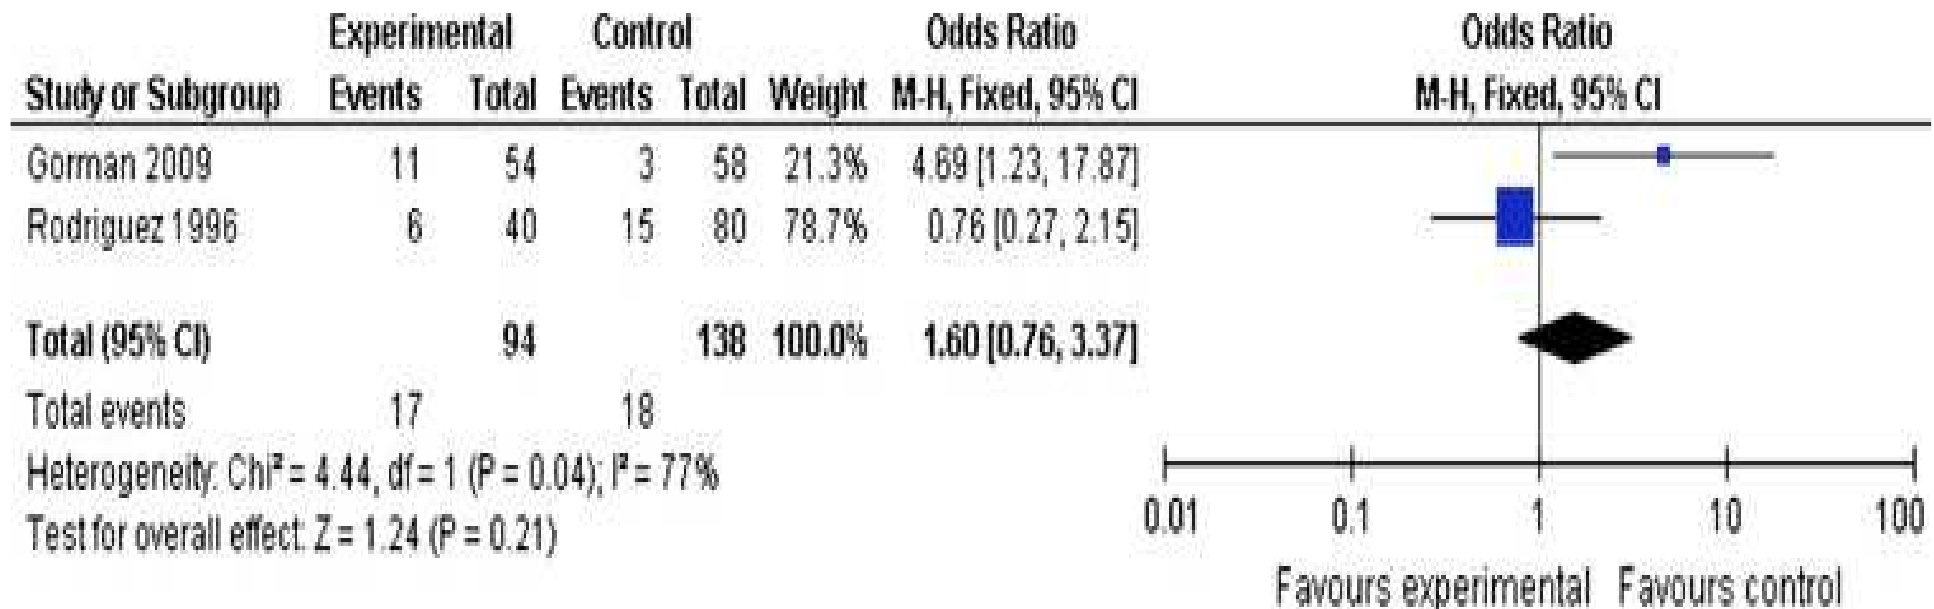 Experimental Control Odds Ratio Odds Ratio
Study or Subgroup Events Total Events Total Weight M-H, Fixed, 95% CI M-H, Fixed, 95% CI
Gorman 2009 11 54 3 58 21.3% 4.69 [1.23, 17.87]
Rodriguez 1996 6 40 15 80 78.7% 0.76 [0.27, 2.15]
Total (95% CI) 94 138 100.0% 1.60 [0.76, 3.37]
Total events 17 18
Heterogeneity: Chi² = 4.44, df = 1 (P = 0.04); I² = 77%
Test for overall effect: Z = 1.24 (P = 0.21)
0.01 0.1 1 10 100
Favours experimental Favours control